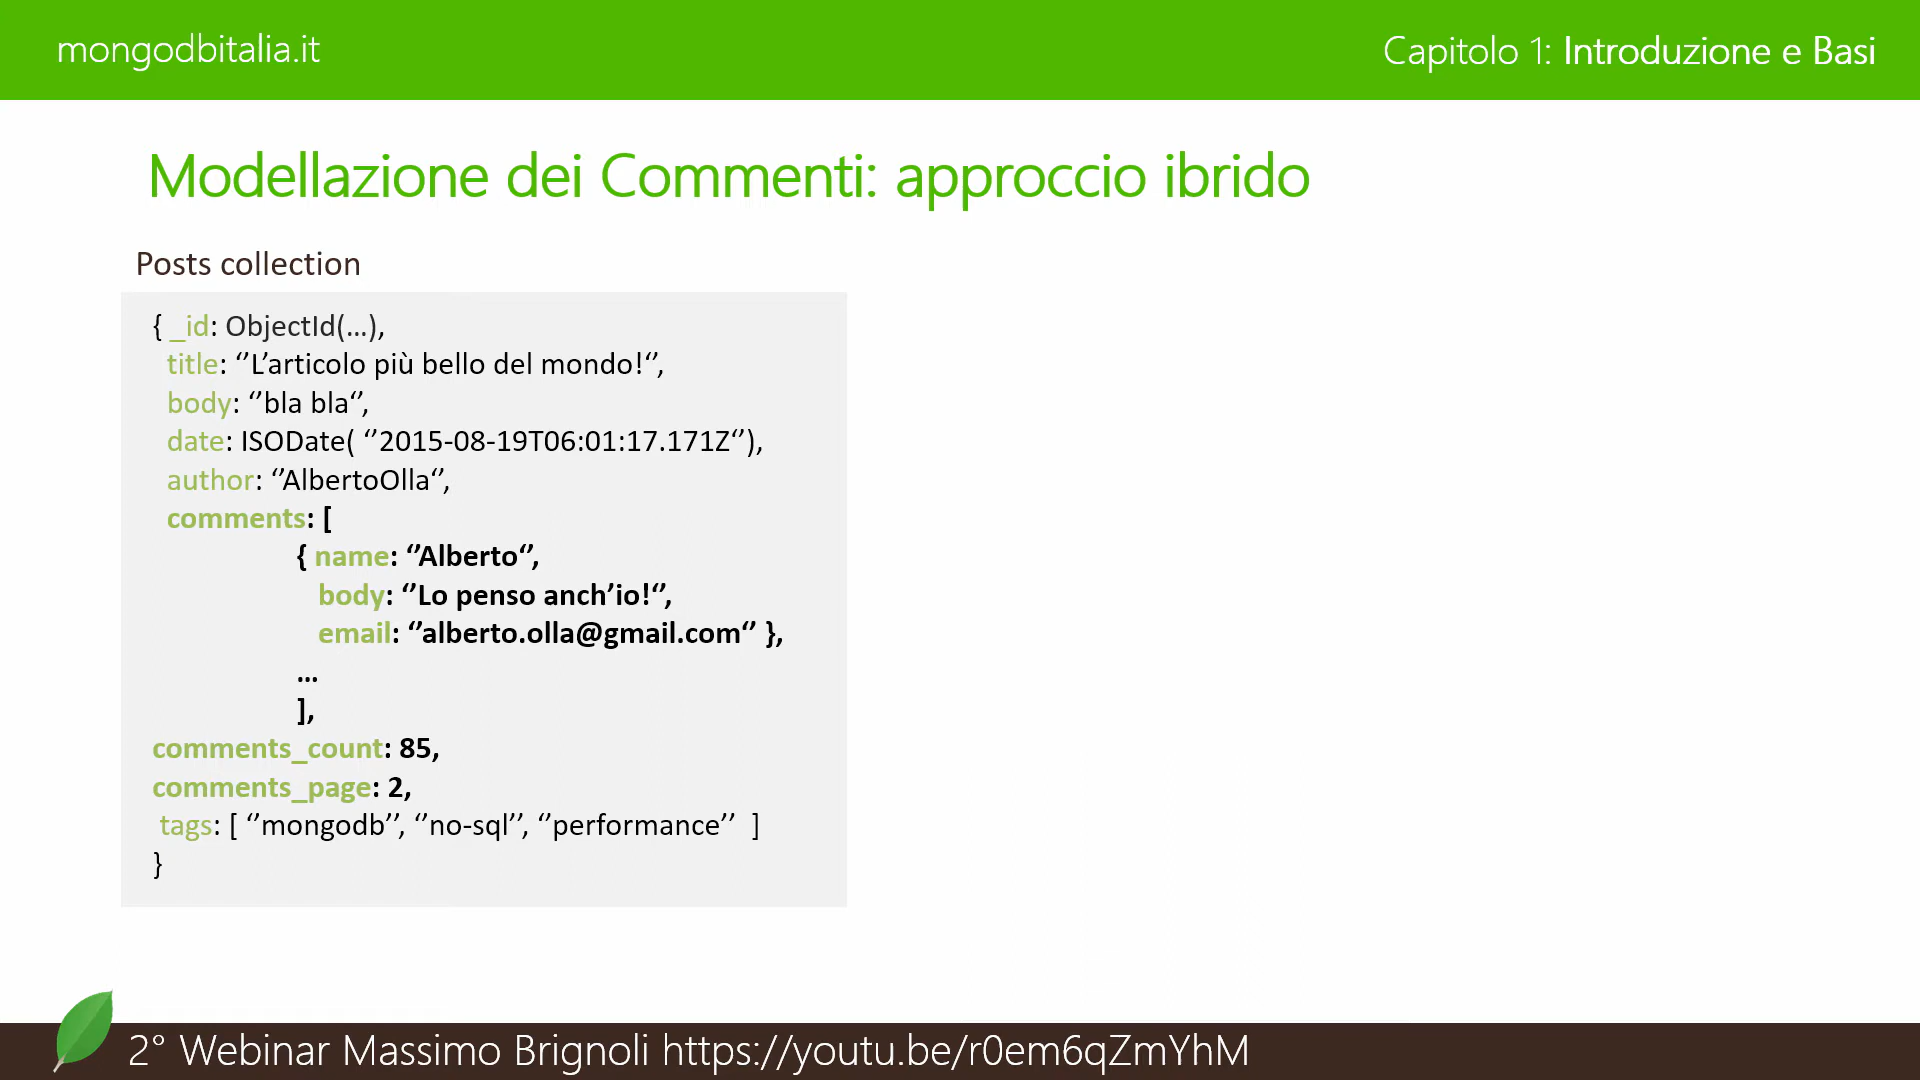 mongodbitalia.it
Capitolo 1: Introduzione e Basi
Modellazione dei Commenti: approccio ibrido
Posts collection
{ _id: ObjectId(...),
title: ‘’L’articolo più bello del mondo!‘’,
body: ‘’bla bla‘’,
date: ISODate( ‘’2015-08-19T06:01:17.171Z‘’),
author: ‘’AlbertoOlla‘’,
comments: [
{ name: ‘’Alberto‘’,
body: ‘’Lo penso anch’io!‘’,
email: ‘’alberto.olla@gmail.com‘’ },
...
],
comments_count: 85,
comments_page: 2,
tags: [ ‘’mongodb’’, ‘’no-sql’’, ‘’performance’’ ]
}
2° Webinar Massimo Brignoli https://youtu.be/r0em6qZmYhM